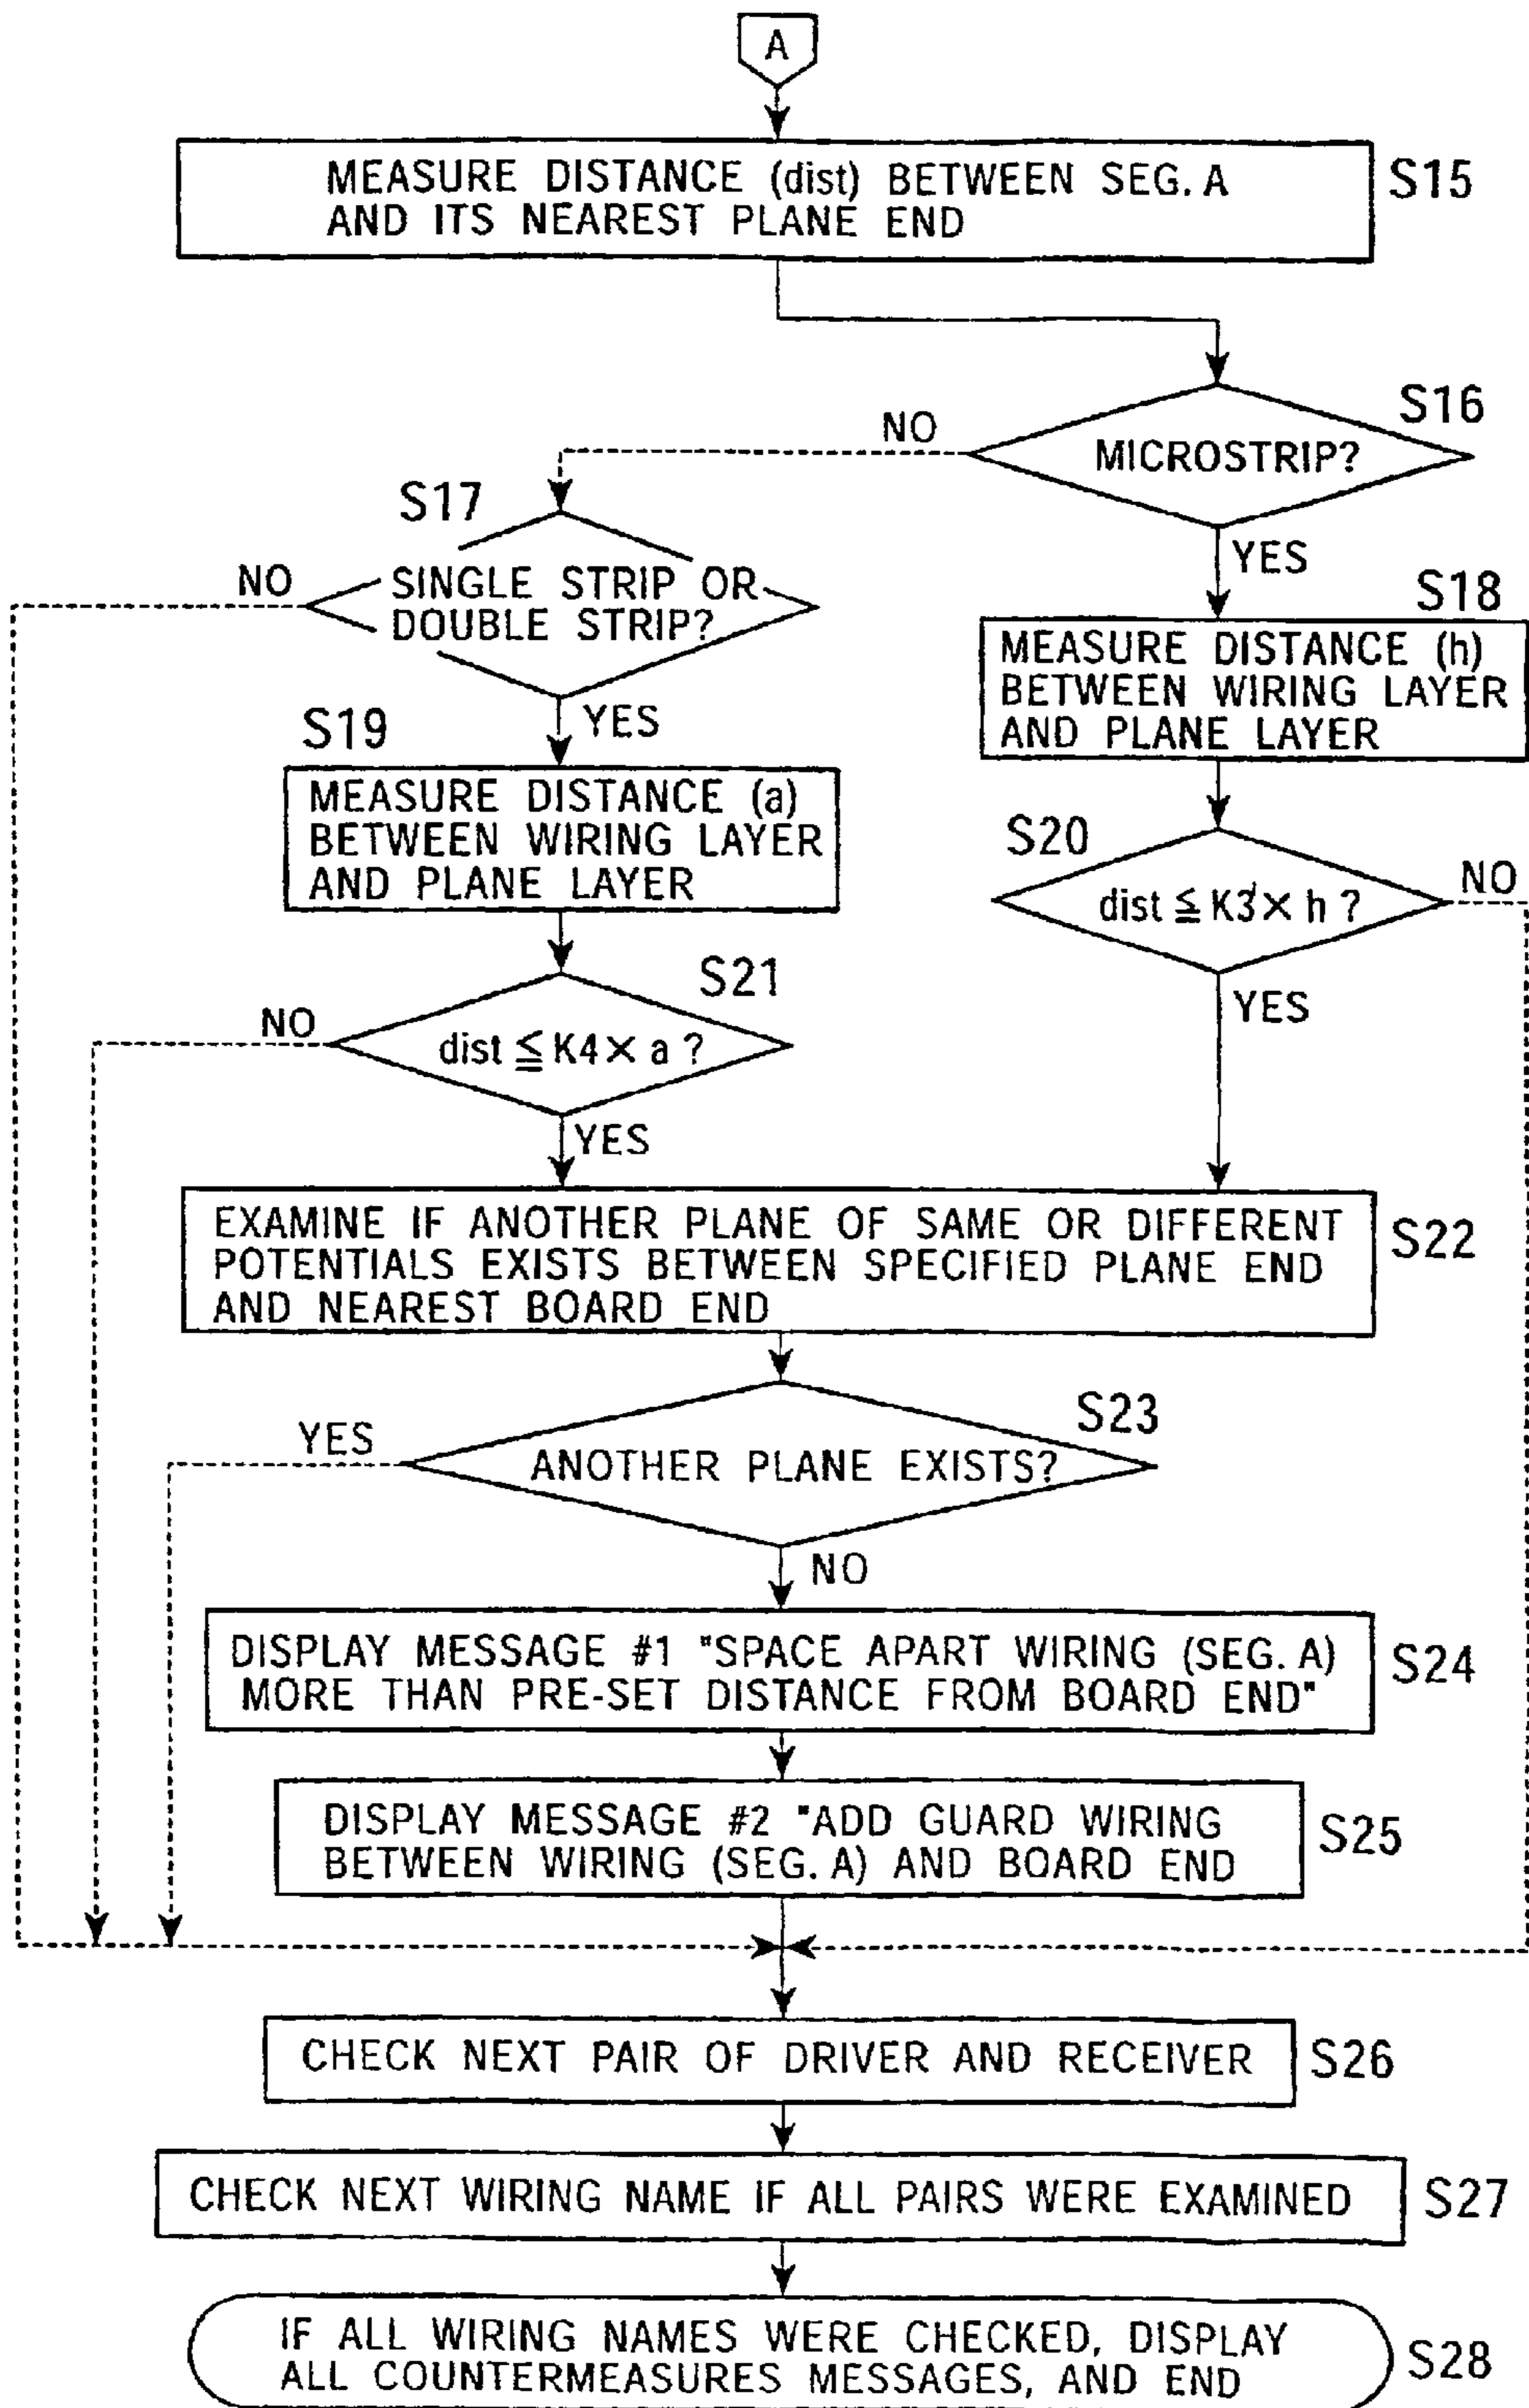 A
MEASURE DISTANCE (dist) BETWEEN SEG. A
AND ITS NEAREST PLANE END
S15
S16
MICROSTRIP?
NO
YES
S17
SINGLE STRIP OR
DOUBLE STRIP?
NO
YES
S18
MEASURE DISTANCE (h)
BETWEEN WIRING LAYER
AND PLANE LAYER
S19
MEASURE DISTANCE (a)
BETWEEN WIRING LAYER
AND PLANE LAYER
S20
dist ≦ K3' × h ?
NO
YES
S21
dist ≦ K4 × a ?
NO
YES
EXAMINE IF ANOTHER PLANE OF SAME OR DIFFERENT
POTENTIALS EXISTS BETWEEN SPECIFIED PLANE END
AND NEAREST BOARD END
S22
S23
ANOTHER PLANE EXISTS?
YES
NO
DISPLAY MESSAGE #1 "SPACE APART WIRING (SEG. A)
MORE THAN PRE-SET DISTANCE FROM BOARD END"
S24
DISPLAY MESSAGE #2 "ADD GUARD WIRING
BETWEEN WIRING (SEG. A) AND BOARD END
S25
CHECK NEXT PAIR OF DRIVER AND RECEIVER
S26
CHECK NEXT WIRING NAME IF ALL PAIRS WERE EXAMINED
S27
IF ALL WIRING NAMES WERE CHECKED, DISPLAY
ALL COUNTERMEASURES MESSAGES, AND END
S28